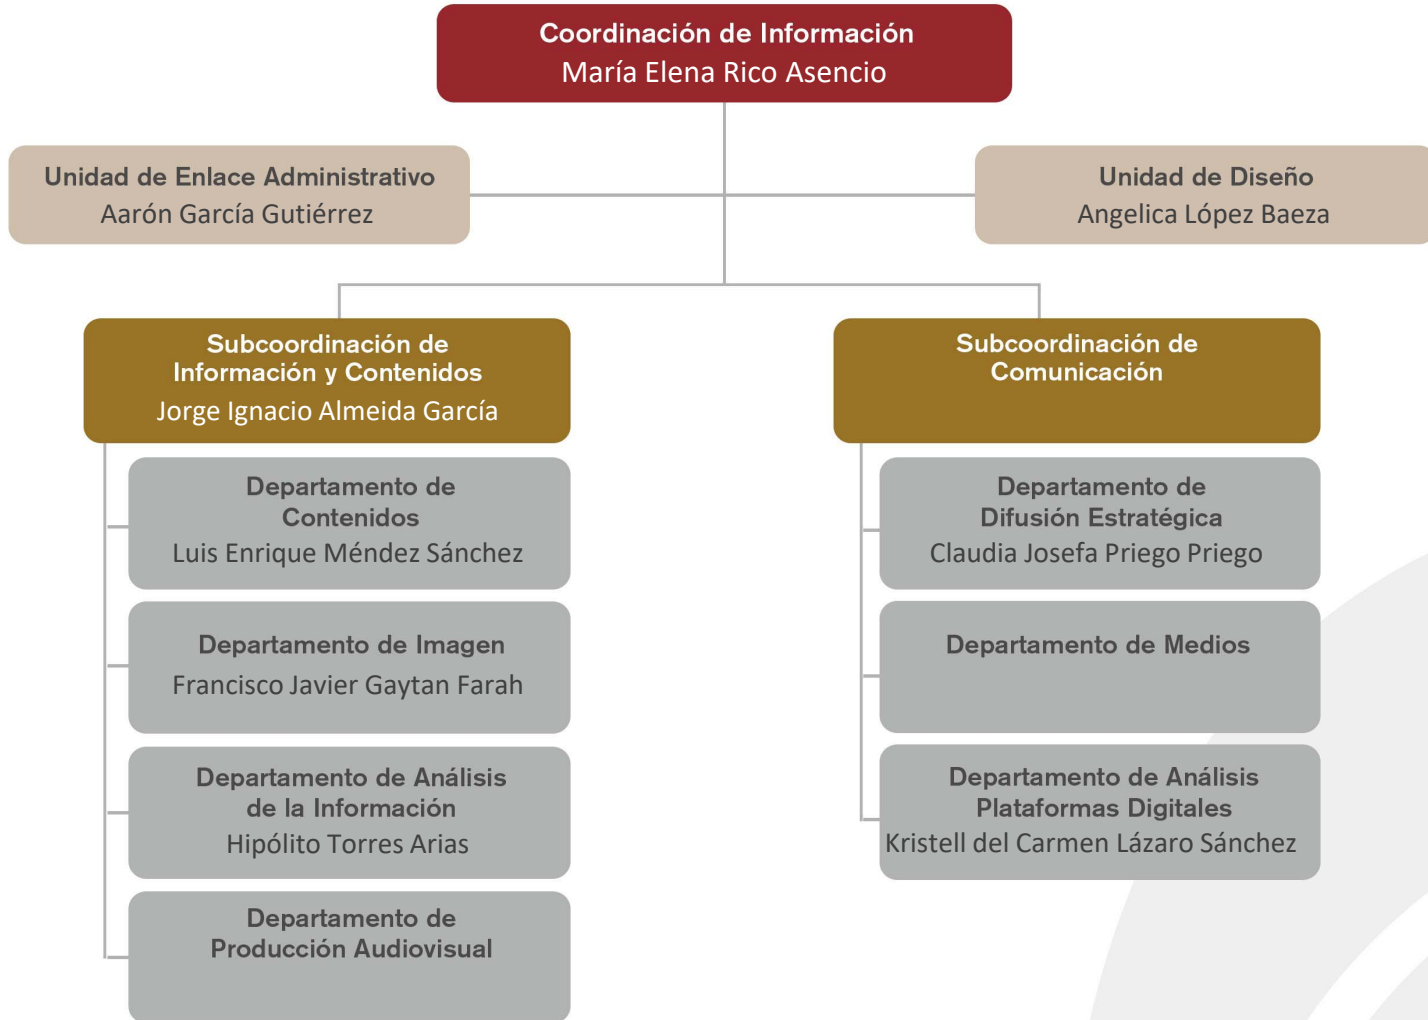 Coordinación de Información
María Elena Rico Asencio
Unidad de Enlace Administrativo
Aarón García Gutiérrez
Unidad de Diseño
Angelica López Baeza
Subcoordinación de
Información y Contenidos
Jorge Ignacio Almeida García
Departamento de
Contenidos
Luis Enrique Méndez Sánchez
Departamento de Imagen
Francisco Javier Gaytan Farah
Departamento de Análisis
de la Información
Hipólito Torres Arias
Departamento de
Producción Audiovisual
Subcoordinación de
Comunicación
Departamento de
Difusión Estratégica
Claudia Josefa Priego Priego
Departamento de Medios
Departamento de Análisis
Plataformas Digitales
Kristell del Carmen Lázaro Sánchez